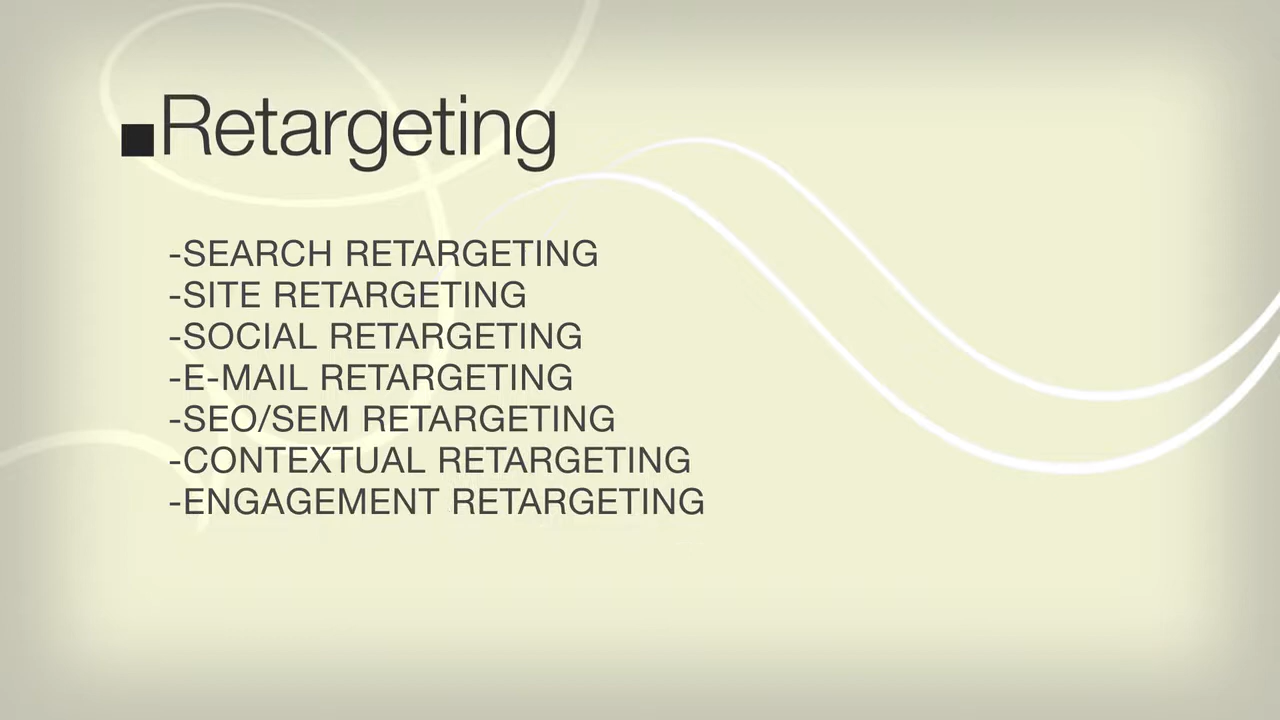 Retargeting
-SEARCH RETARGETING
-SITE RETARGETING
-SOCIAL RETARGETING
-E-MAIL RETARGETING
-SEO/SEM RETARGETING
-CONTEXTUAL RETARGETING
-ENGAGEMENT RETARGETING